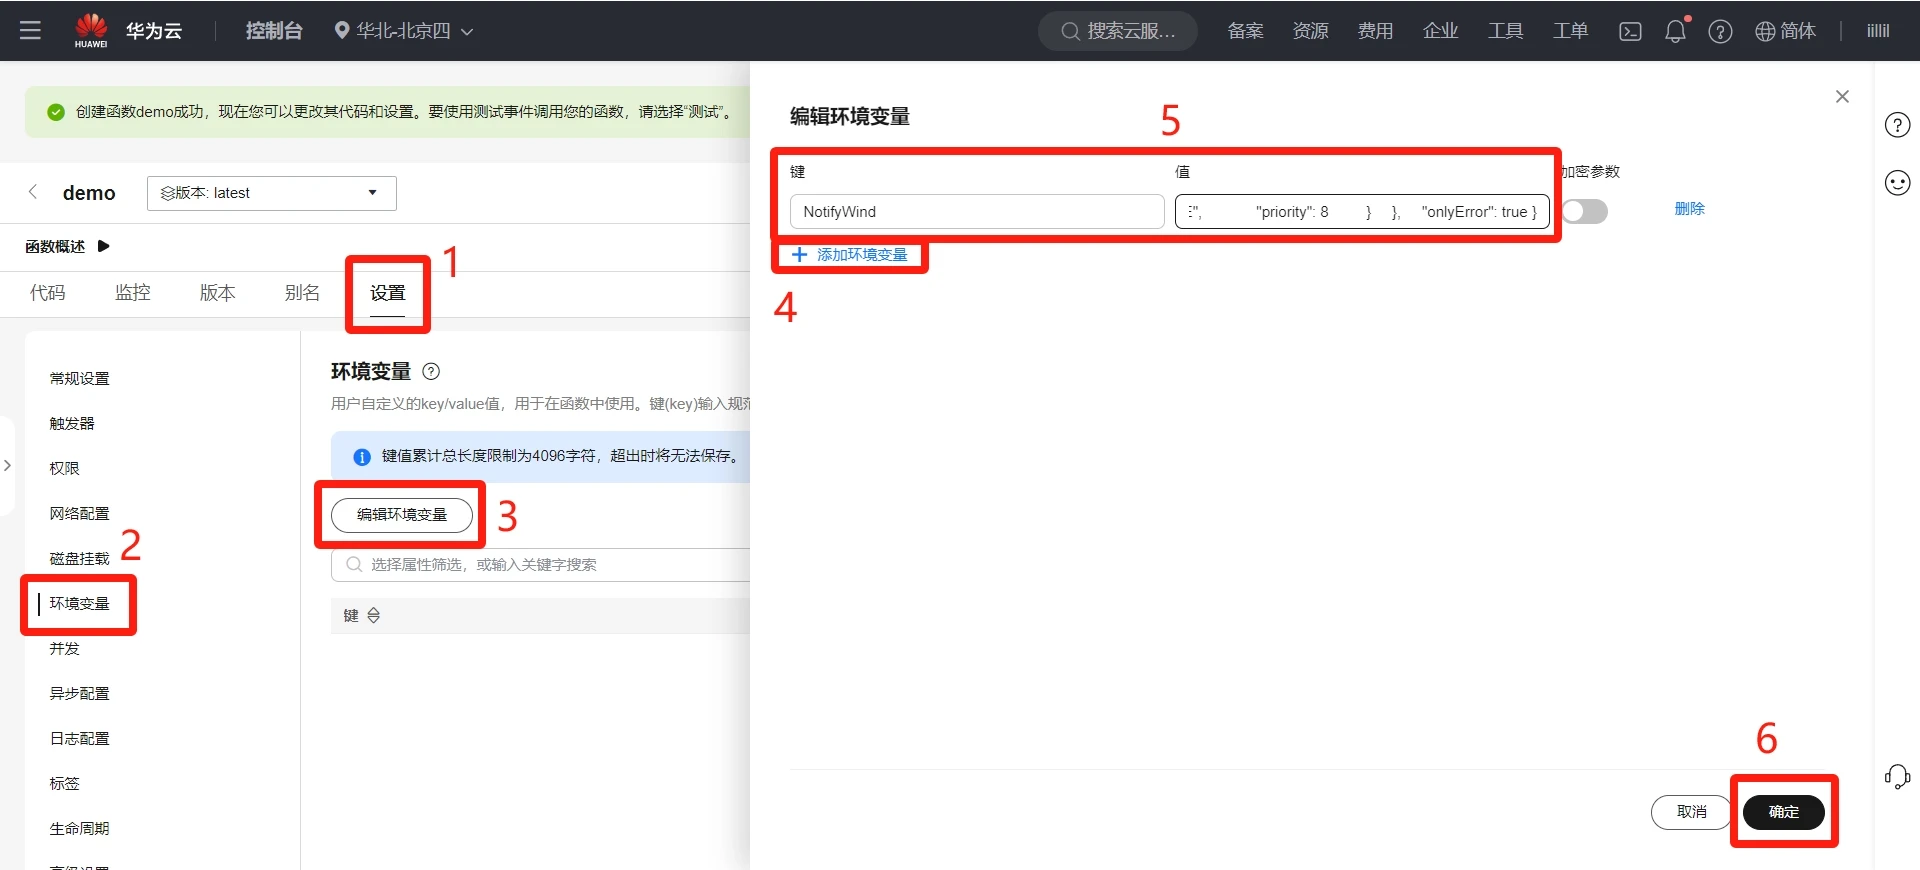 HUAWEI
华为云
控制台
华北-北京四
搜索云服...
备案
资源
费用
企业
工具
工单
简体
iiillil
创建函数demo成功，现在您可以更改其代码和设置。要使用测试事件调用您的函数，请选择“测试”。
demo
版本: latest
函数概述
代码
监控
版本
别名
设置
1
常规设置
触发器
权限
网络配置
磁盘挂载
2
环境变量
并发
异步配置
日志配置
标签
生命周期
高级设置
环境变量
用户自定义的key/value值，用于在函数中使用。键(key)输入规范
键值累计总长度限制为4096字符，超出时将无法保存。
编辑环境变量
3
选择属性筛选，或输入关键字搜索
键
编辑环境变量
5
键
值
加密参数
NotifyWind
", "priority": 8 } }, "onlyError": true }
删除
添加环境变量
4
6
取消
确定